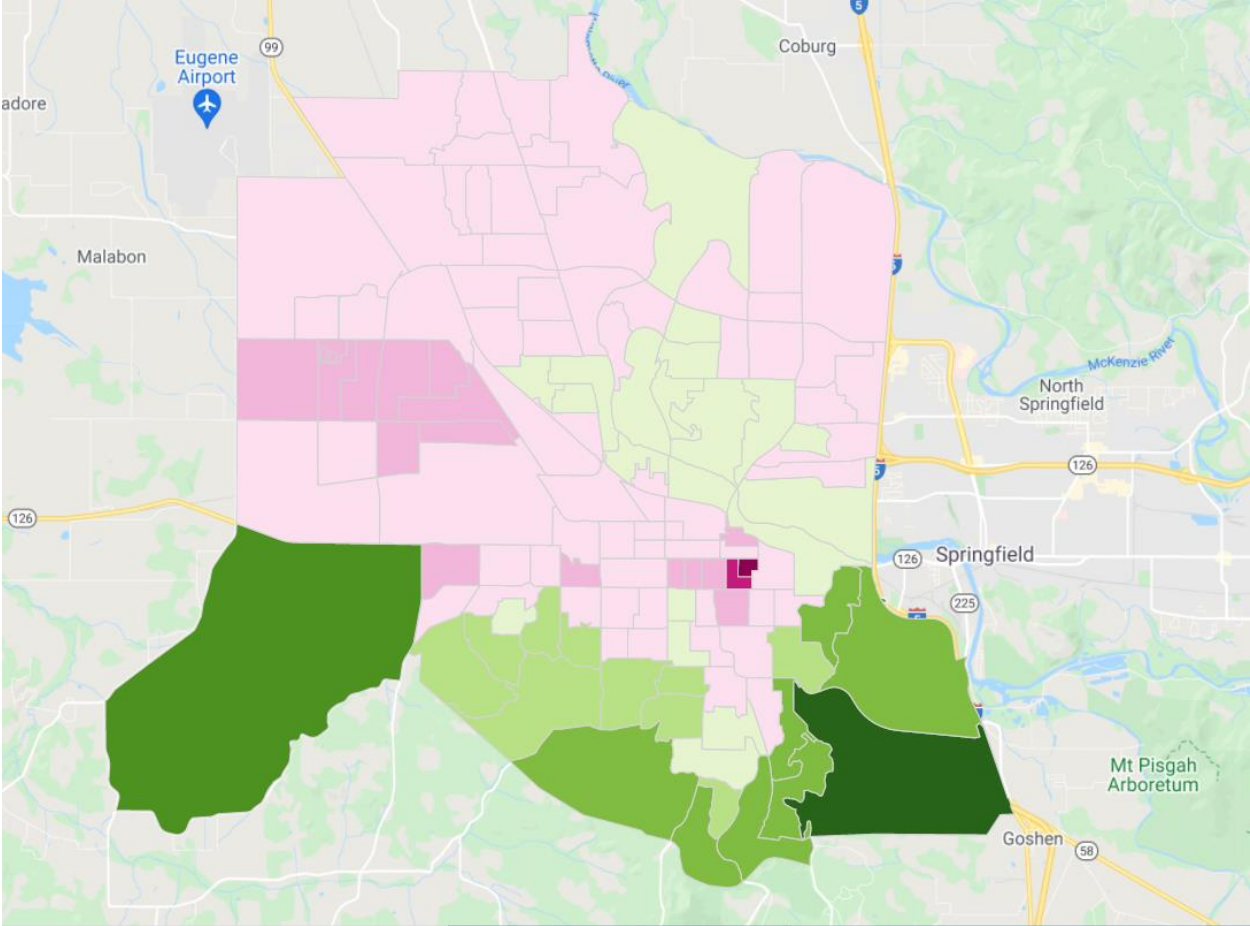 5
Coburg
99
Eugene
Airport
adore
Malabon
5
McKenzie River
North
Springfield
5
126
126
126
Springfield
225
5
Mt Pisgah
Arboretum
Goshen
58